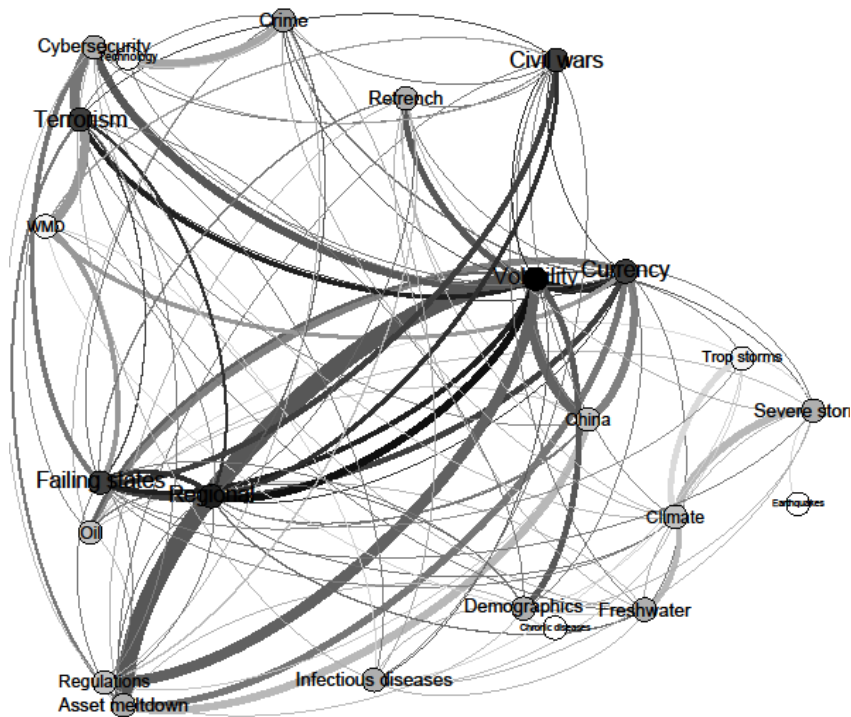 Crime
Cybersecurity
Technology
Civil wars
Retrench
Terrorism
WMD
Volatility
Currency
Trop storms
Severe stor
China
Failing states
Regional
Earthquakes
Climate
Oil
Demographics
Freshwater
Chronic diseases
Regulations
Infectious diseases
Asset meltdown